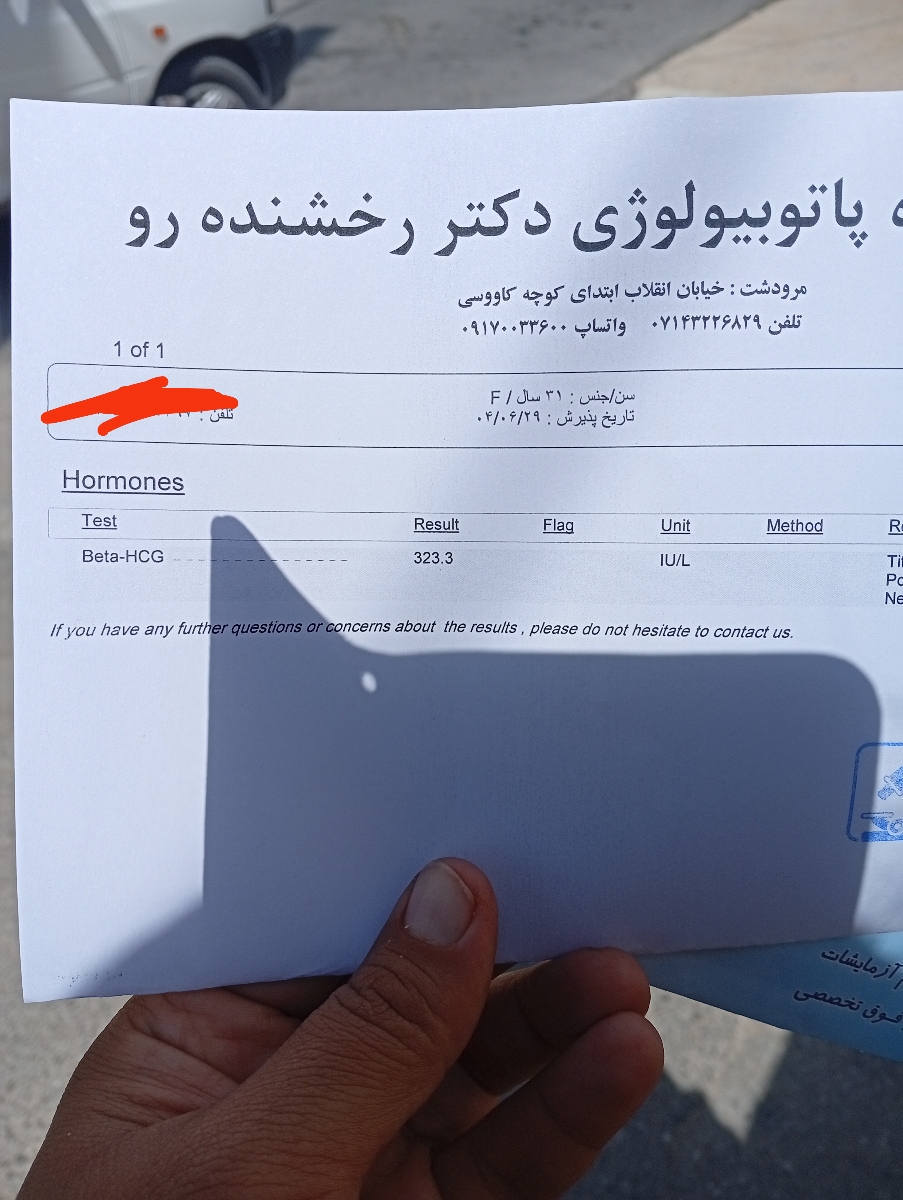 پاتوبیولوژی دکتر رخشنده رو
مرودشت : خیابان انقلاب ابتدای کوچه کاووسی
تلفن ۰۷۱۴۳۲۲۶۸۲۹ واتساپ ۰۹۱۷۰۰۳۳۶۰۰
1 of 1
سن/جنس : ۳۱ سال / F
تاریخ پذیرش : ۰۴/۰۶/۲۹
تلفن :
Hormones
Test Result Flag Unit Method
Beta-HCG 323.3 IU/L
If you have any further questions or concerns about the results , please do not hesitate to contact us.
آزمایشات
فوق تخصصی